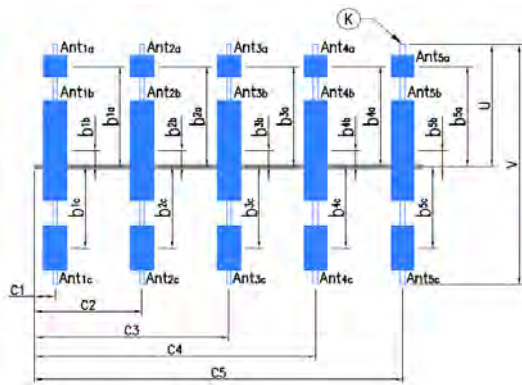 K
Ant1a Ant2a Ant3a Ant4a Ant5a
Ant1b Ant2b Ant3b Ant4b Ant5b
b1b b1a b2b b2a b3b b3a b4b b4a b5b b5a U V
b1c b2c b3c b4c b5c
Ant1c Ant2c Ant3c Ant4c Ant5c
C1
C2
C3
C4
C5